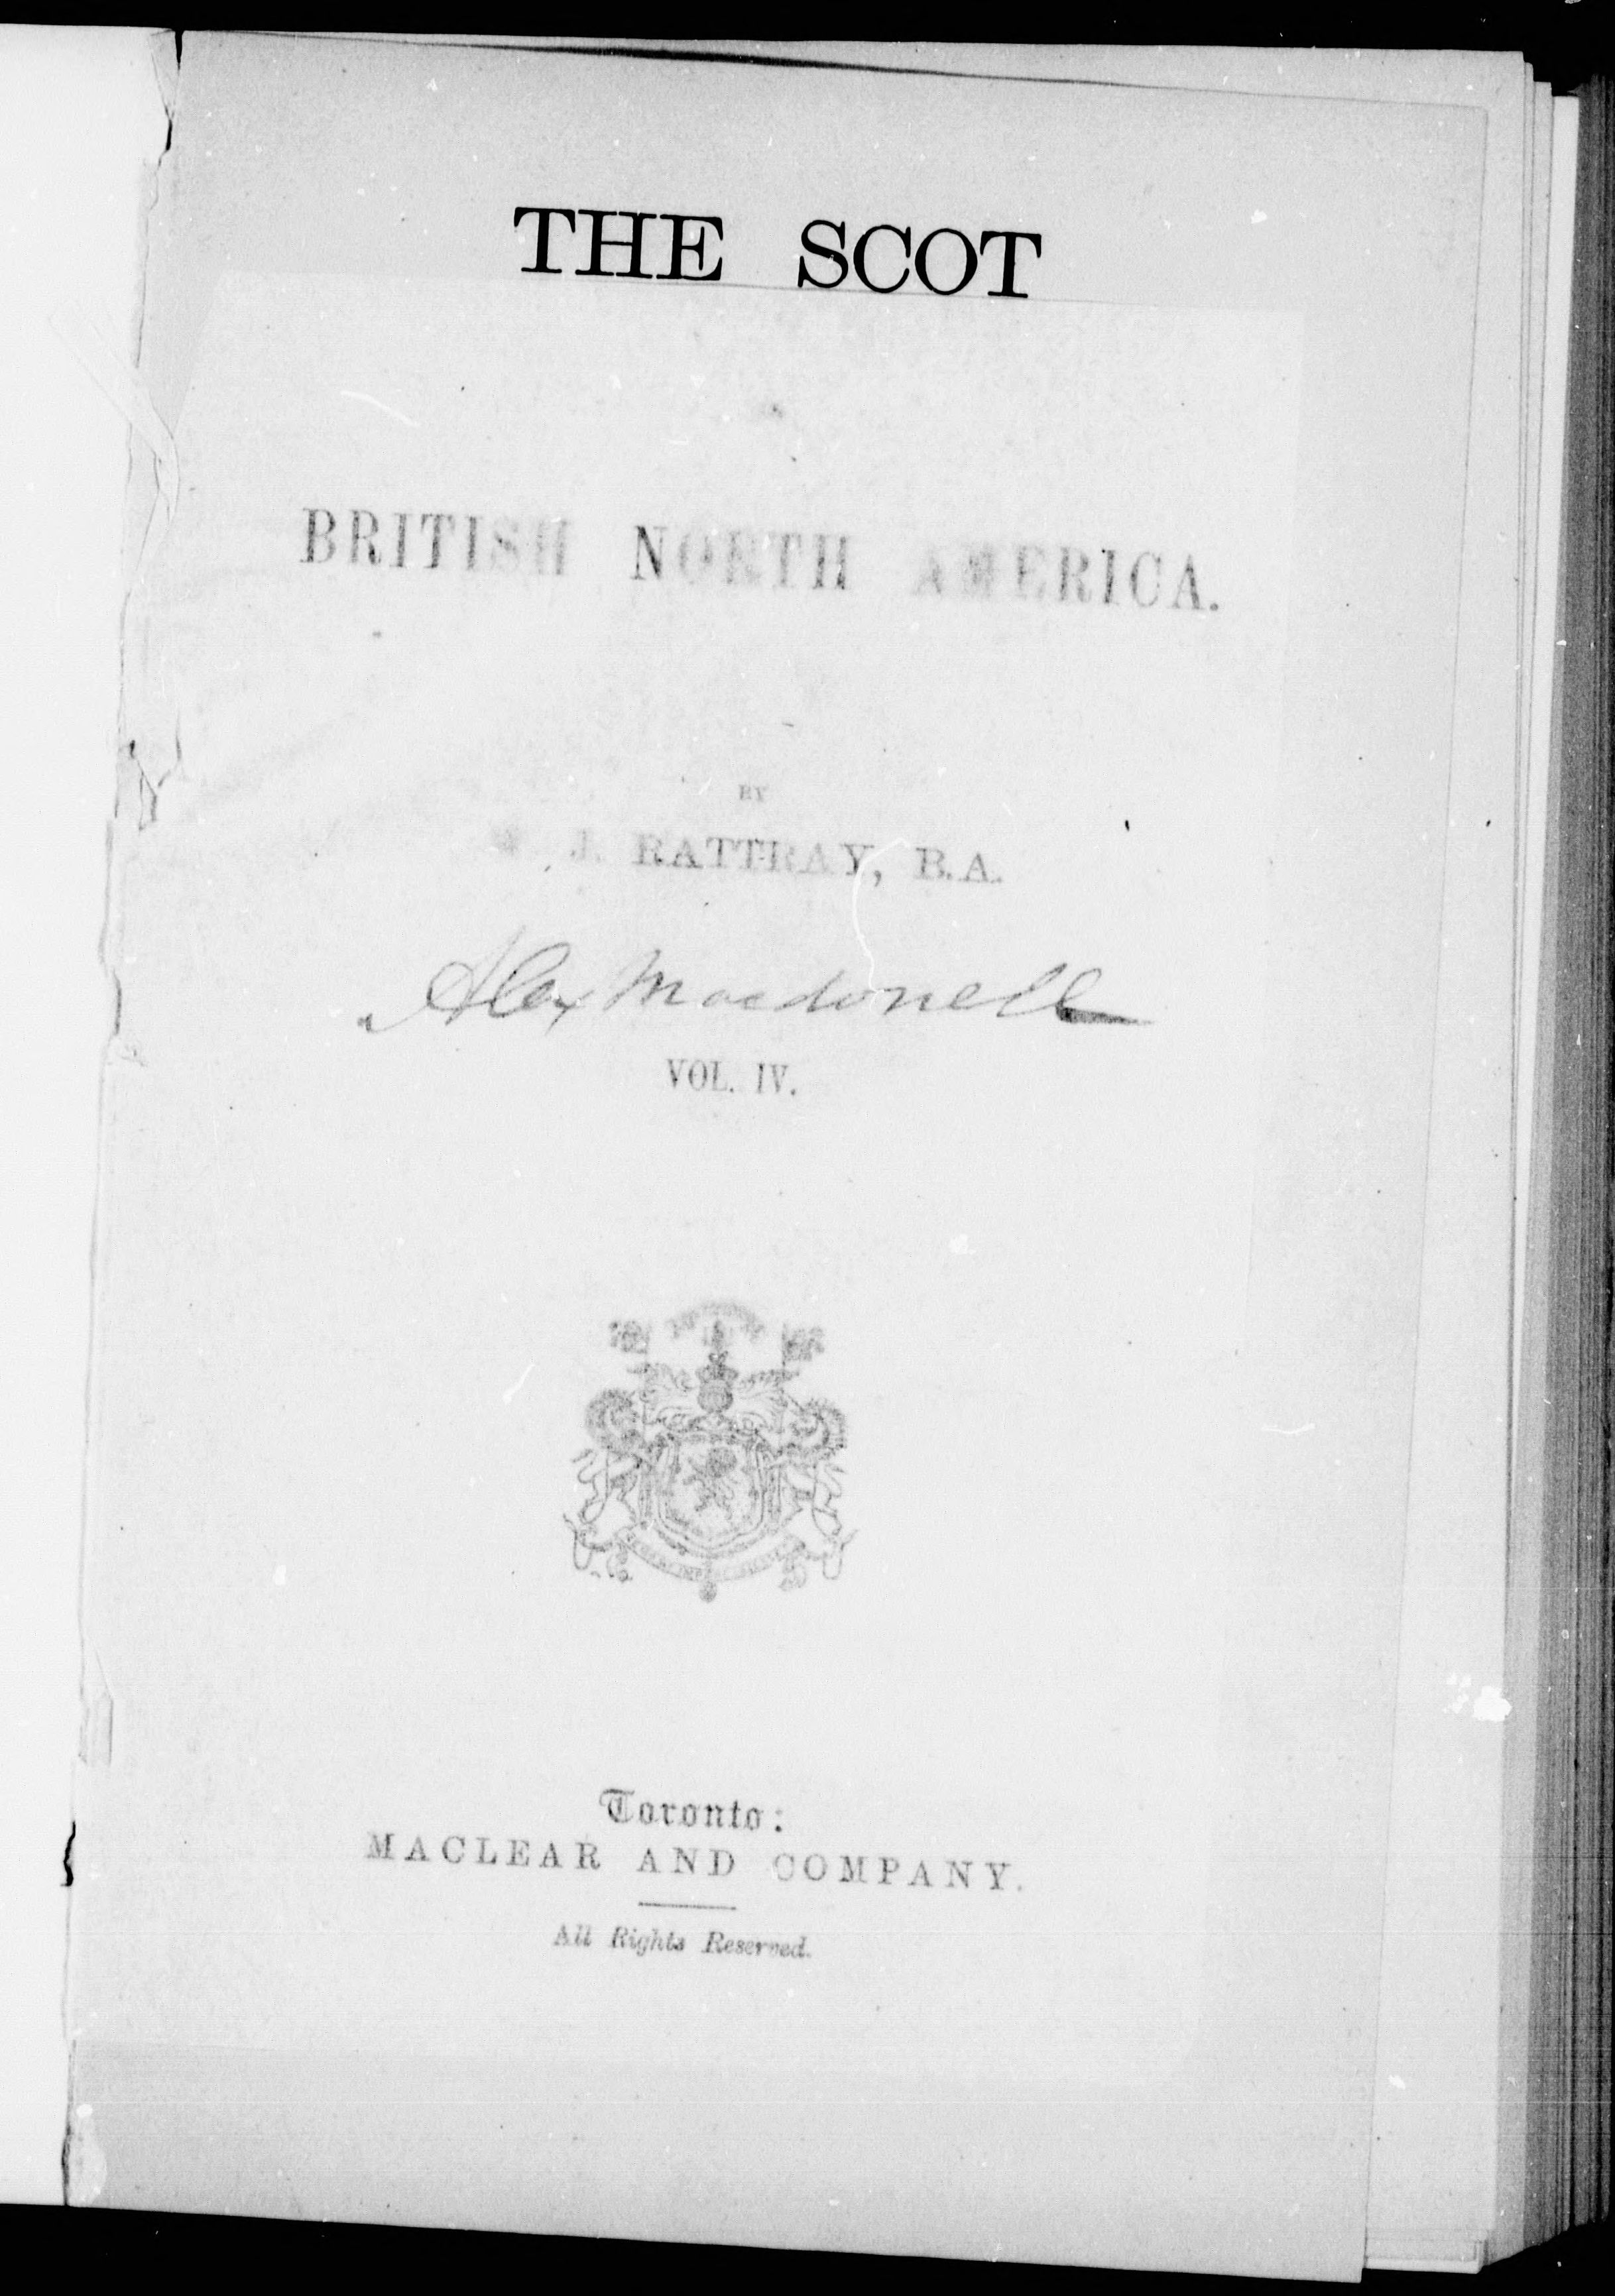 THE SCOT
BRITISH NORTH AMERICA.
BY
J. RATTRAY, B.A.
Alex Macdonell
VOL. IV.
Toronto:
MACLEAR AND COMPANY.
All Rights Reserved.